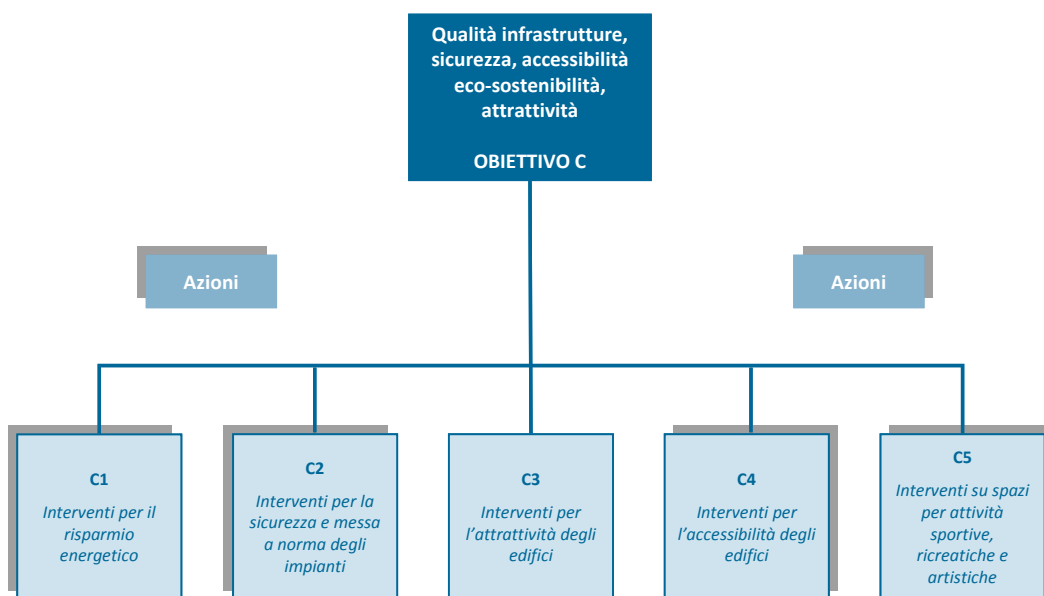 Qualità infrastrutture,
sicurezza, accessibilità
eco-sostenibilità,
attrattività
OBIETTIVO C
Azioni
Azioni
C1
Interventi per il
risparmio
energetico
C2
Interventi per la
sicurezza e messa
a norma degli
impianti
C3
Interventi per
l’attrattività degli
edifici
C4
Interventi per
l’accessibilità degli
edifici
C5
Interventi su spazi
per attività
sportive,
ricreatiche e
artistiche